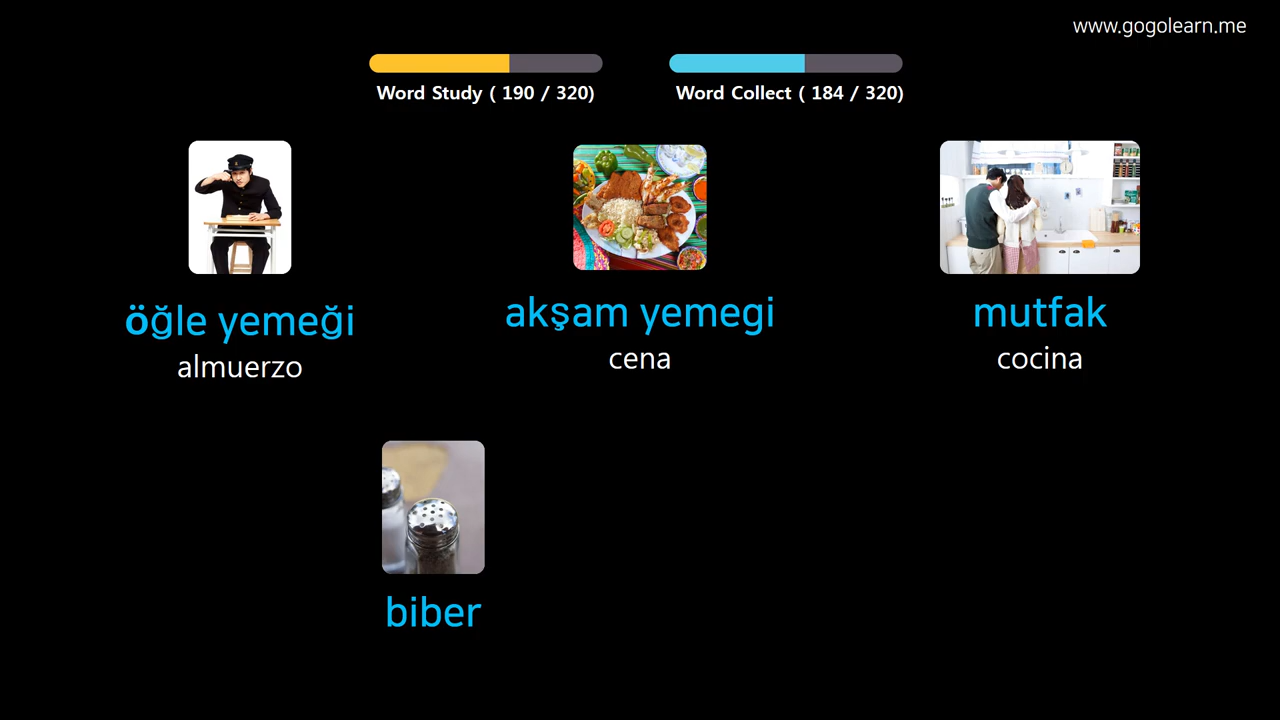 www.gogolearn.me
Word Study ( 190 / 320)
Word Collect ( 184 / 320)
öğle yemeği
almuerzo
akşam yemegi
cena
mutfak
cocina
biber